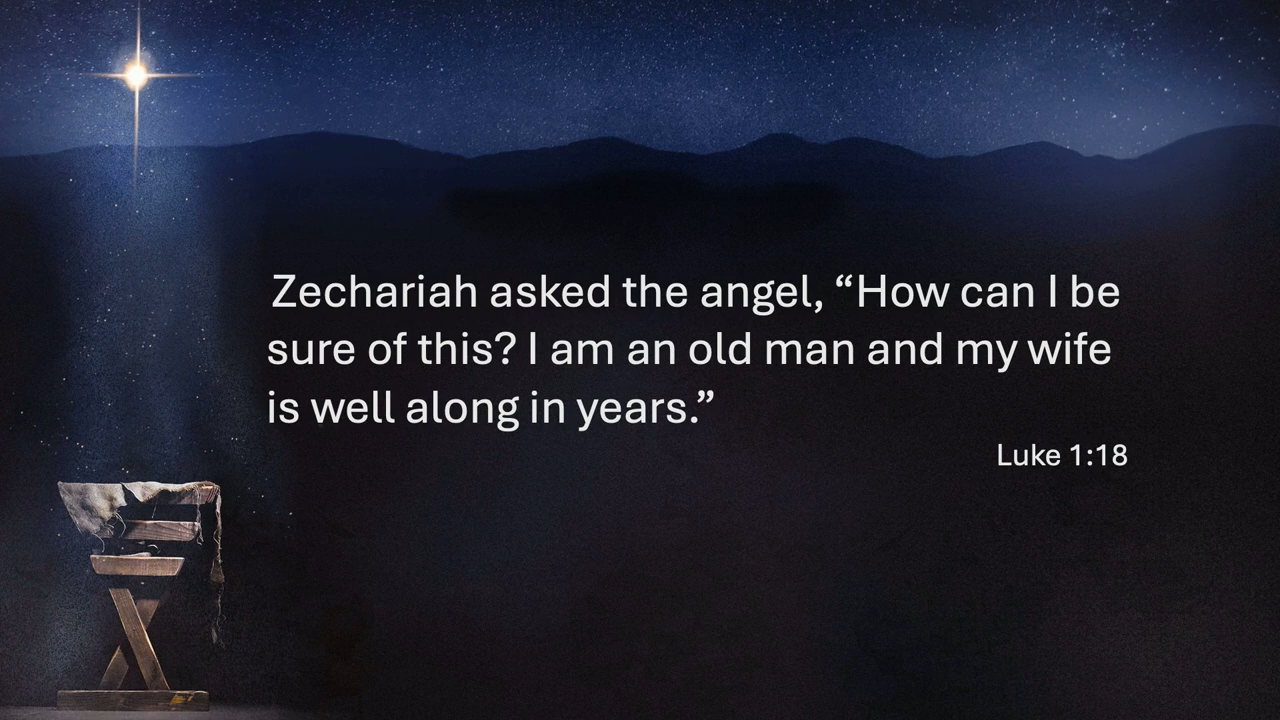 Zechariah asked the angel, “How can I be
sure of this? I am an old man and my wife
is well along in years.”
Luke 1:18